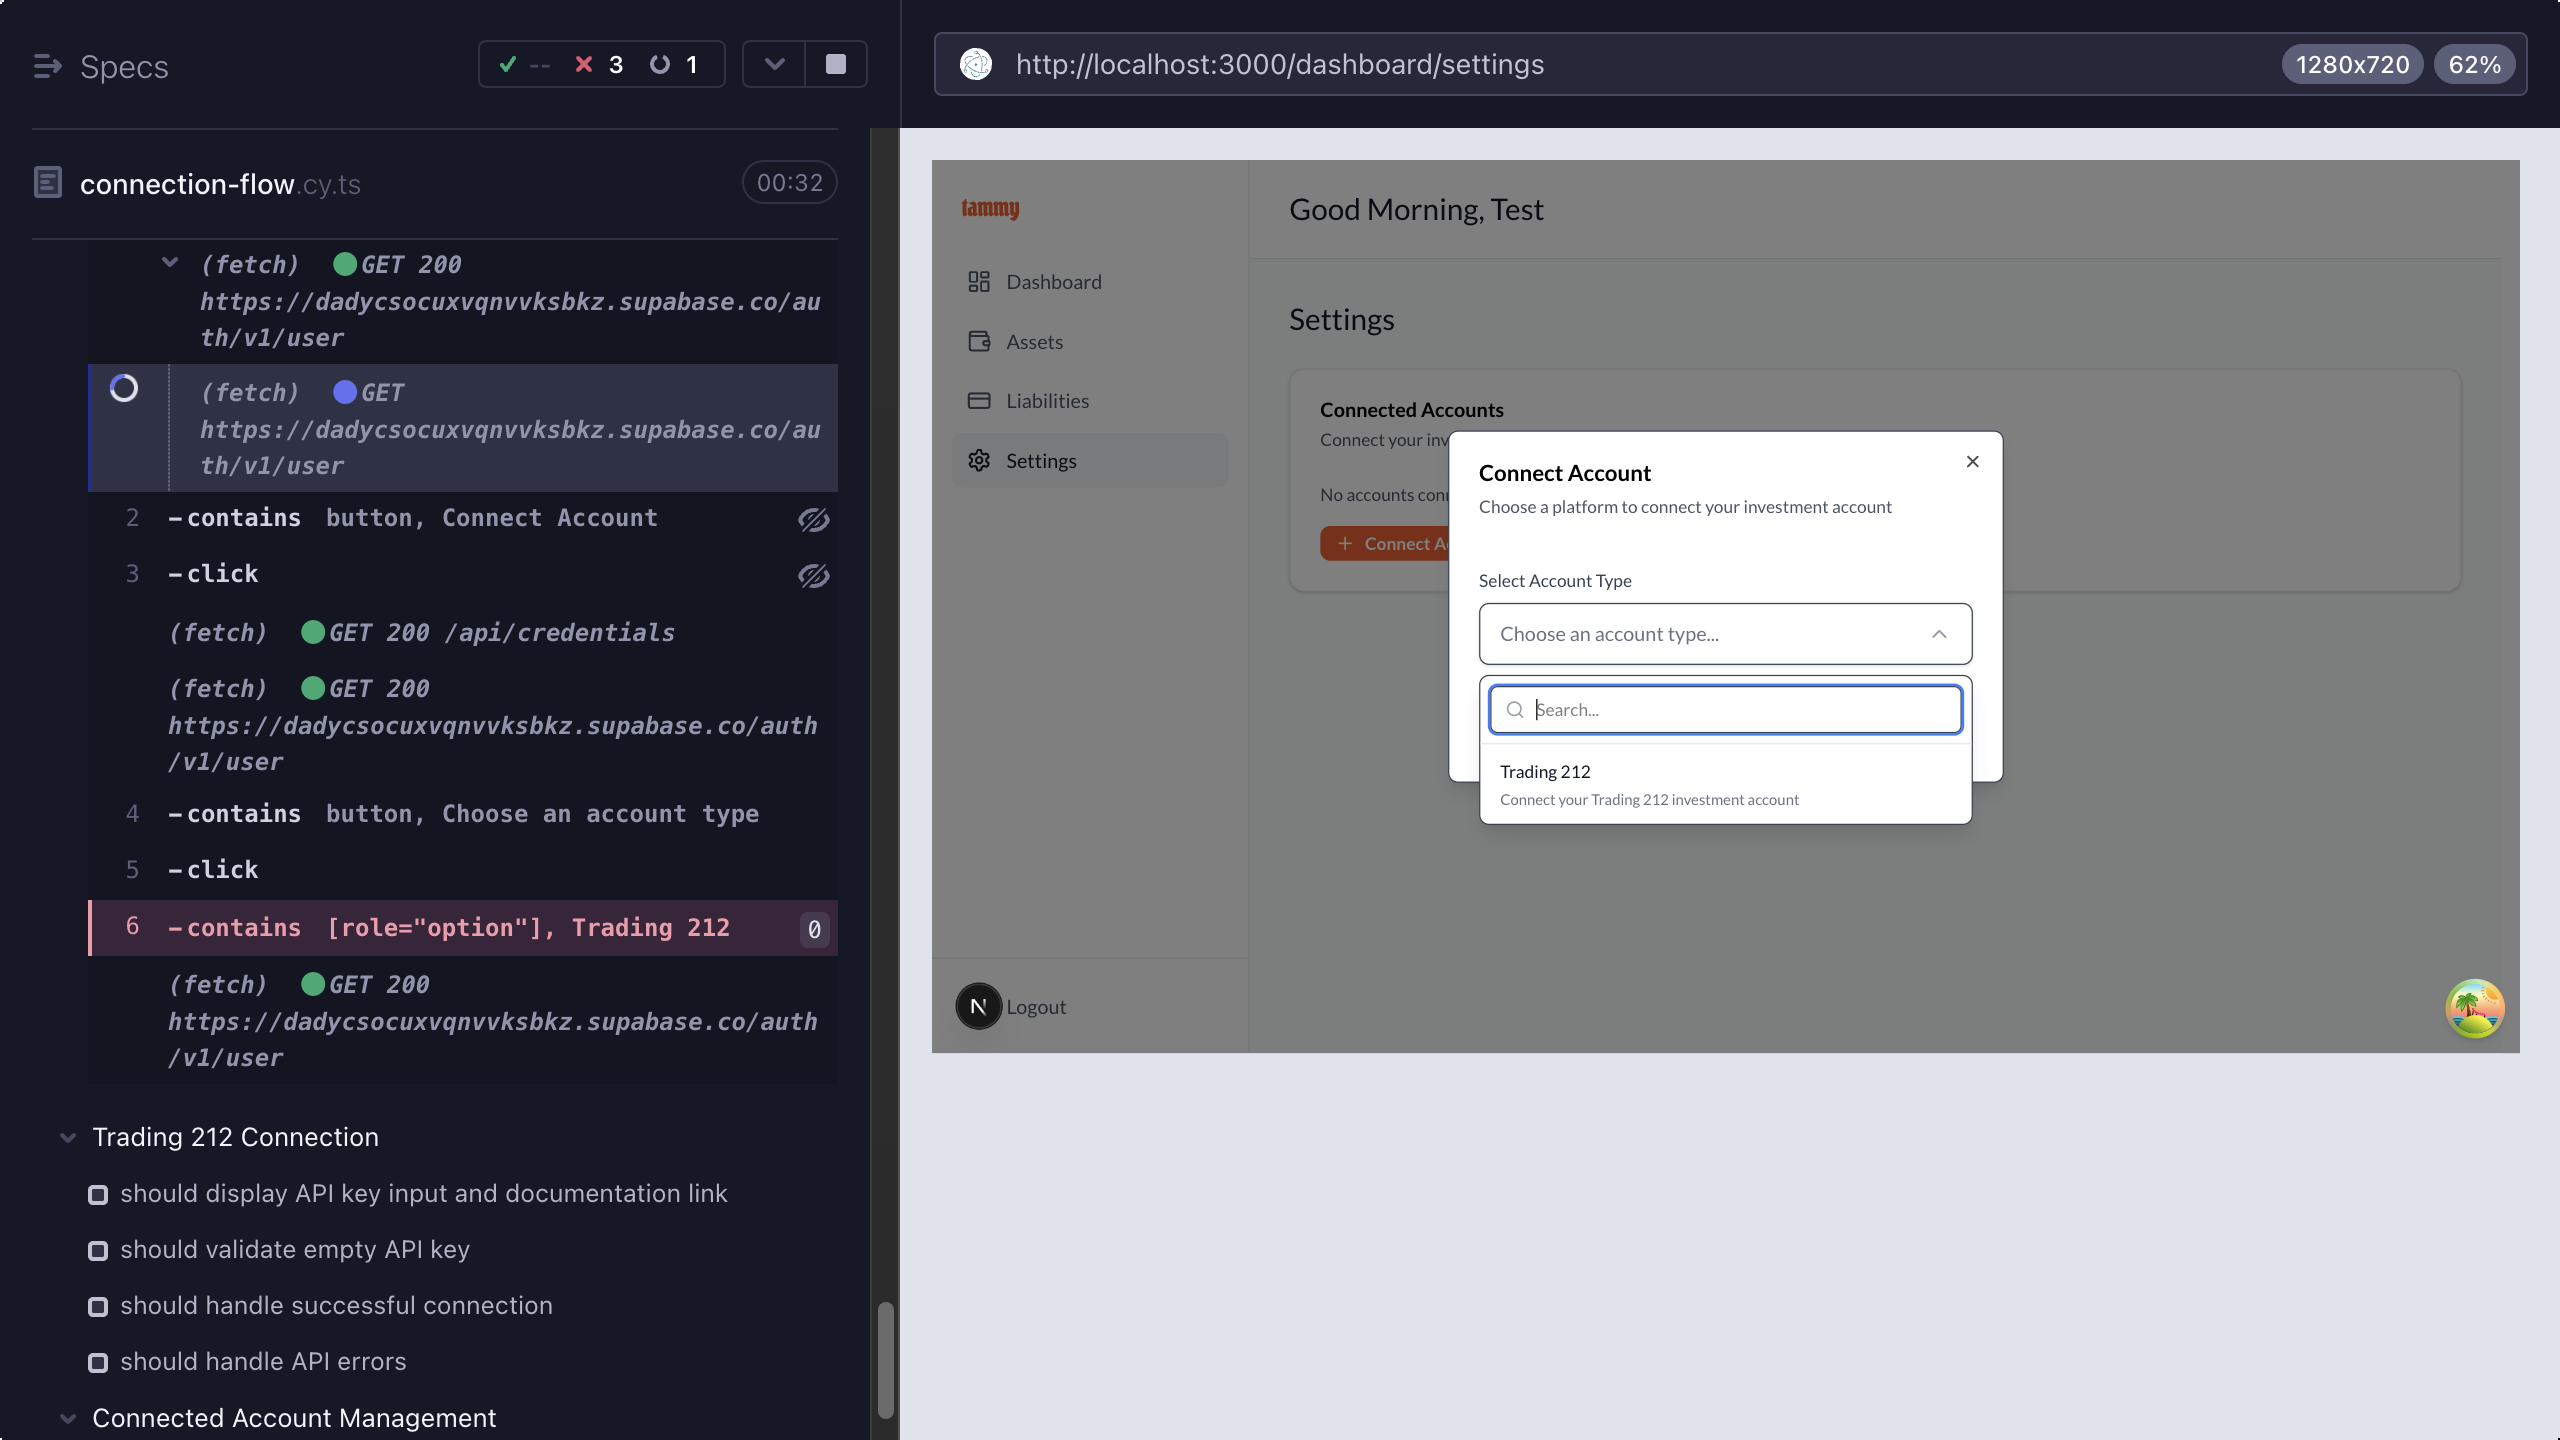 Specs
-- 3 1
connection-flow.cy.ts 00:32
(fetch) GET 200
https://dadycsocuxvqnvvksbkz.supabase.co/au
th/v1/user
(fetch) GET
https://dadycsocuxvqnvvksbkz.supabase.co/au
th/v1/user
2 -contains button, Connect Account
3 -click
(fetch) GET 200 /api/credentials
(fetch) GET 200
https://dadycsocuxvqnvvksbkz.supabase.co/auth
/v1/user
4 -contains button, Choose an account type
5 -click
6 -contains [role="option"], Trading 212 0
(fetch) GET 200
https://dadycsocuxvqnvvksbkz.supabase.co/auth
/v1/user
Trading 212 Connection
should display API key input and documentation link
should validate empty API key
should handle successful connection
should handle API errors
Connected Account Management
http://localhost:3000/dashboard/settings 1280x720 62%
tammy
Dashboard
Assets
Liabilities
Settings
N Logout
Good Morning, Test
Settings
Connected Accounts
Connect your inv
No accounts con
+ Connect A
Connect Account
Choose a platform to connect your investment account
Select Account Type
Choose an account type...
Search...
Trading 212
Connect your Trading 212 investment account